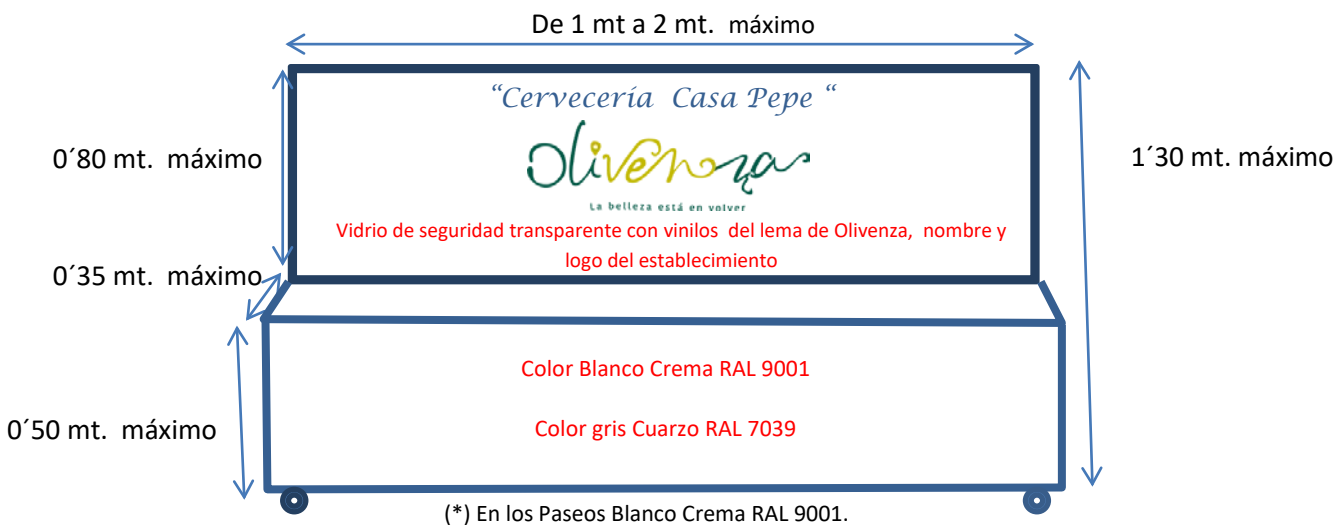 De 1 mt a 2 mt. máximo
“Cervecería Casa Pepe “
0´80 mt. máximo
1´30 mt. máximo
Olivenza
La belleza está en volver
Vidrio de seguridad transparente con vinilos del lema de Olivenza, nombre y
logo del establecimiento
0´35 mt. máximo
Color Blanco Crema RAL 9001
0´50 mt. máximo
Color gris Cuarzo RAL 7039
(*) En los Paseos Blanco Crema RAL 9001.